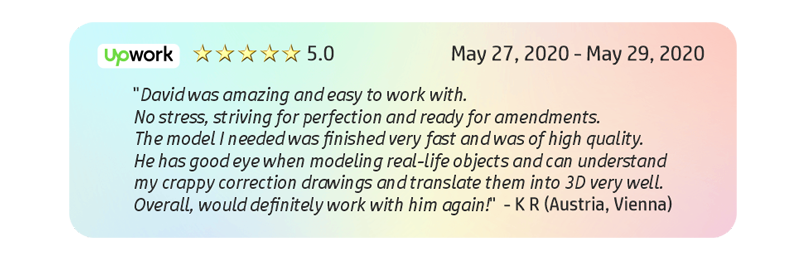 Upwork ★★★★★ 5.0 May 27, 2020 - May 29, 2020
"David was amazing and easy to work with.
No stress, striving for perfection and ready for amendments.
The model I needed was finished very fast and was of high quality.
He has good eye when modeling real-life objects and can understand
my crappy correction drawings and translate them into 3D very well.
Overall, would definitely work with him again!" - K R (Austria, Vienna)